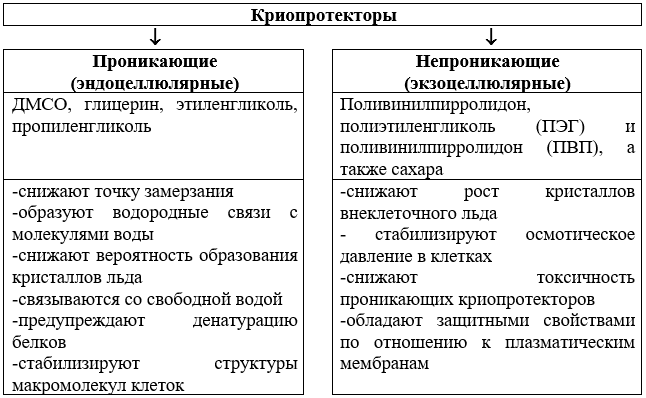 Криопротекторы
Проникающие
(эндоцеллюлярные)
ДМСО, глицерин, этиленгликоль,
пропиленгликоль
-снижают точку замерзания
-образуют водородные связи с
молекулями воды
-снижают вероятность образования
кристаллов льда
-связываются со свободной водой
-предупреждают денатурацию
белков
-стабилизируют структуры
макромолекул клеток
Непроникающие
(экзоцеллюлярные)
Поливинилпирролидон,
полиэтиленгликоль (ПЭГ) и
поливинилпирролидон (ПВП), а
также сахара
-снижают рост кристаллов
внеклеточного льда
- стабилизируют осмотическое
давление в клетках
-снижают токсичность
проникающих криопротекторов
-обладают защитными свойствами
по отношению к плазматическим
мембранам